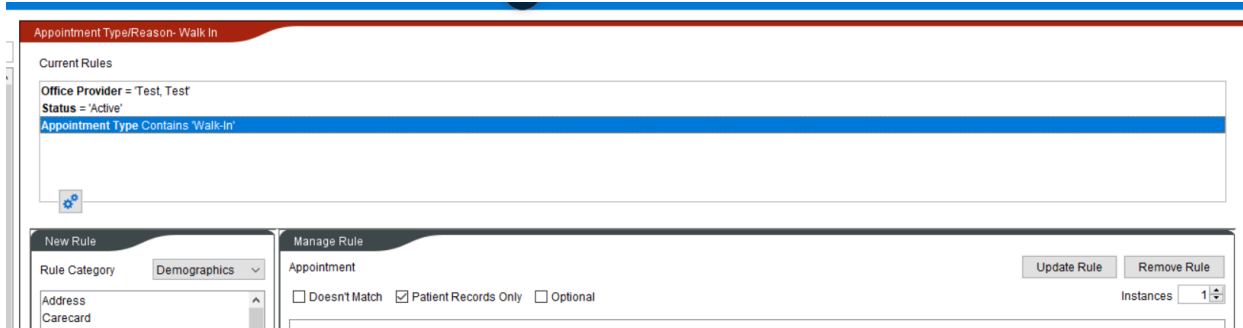 Appointment Type/Reason- Walk In
Current Rules
Office Provider = 'Test, Test'
Status = 'Active'
Appointment Type Contains 'Walk-In'
New Rule
Rule Category Demographics
Address
Carecard
Manage Rule
Appointment Update Rule Remove Rule
Doesn't Match Patient Records Only Optional Instances 1